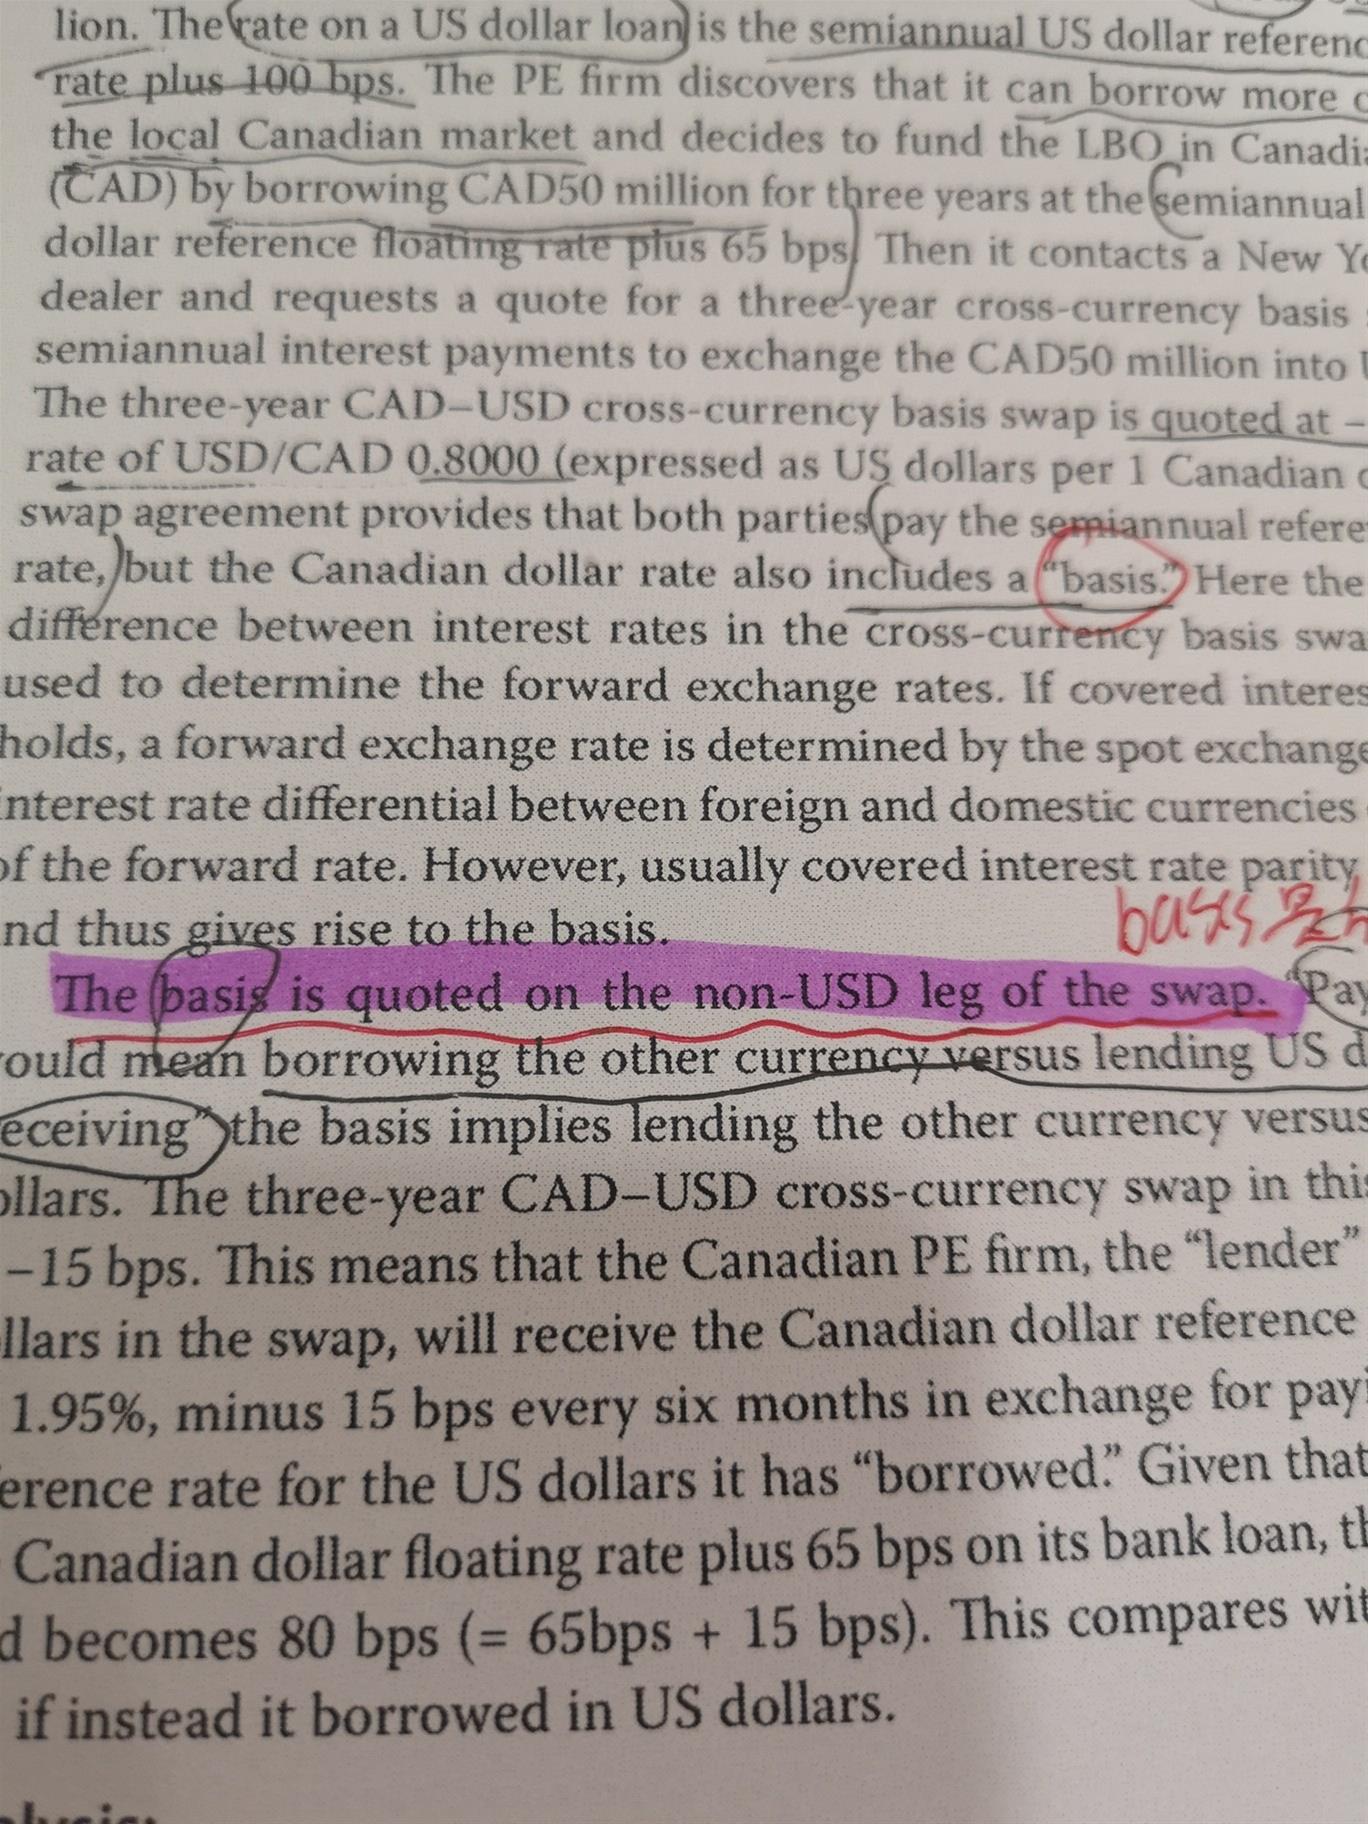 lion. The rate on a US dollar loan is the semiannual US dollar referenc
rate plus 100 bps. The PE firm discovers that it can borrow more c
the local Canadian market and decides to fund the LBO in Canadi
(CAD) by borrowing CAD50 million for three years at the semiannual
dollar reference floating rate plus 65 bps. Then it contacts a New Yo
dealer and requests a quote for a three-year cross-currency basis
semiannual interest payments to exchange the CAD50 million into U
The three-year CAD–USD cross-currency basis swap is quoted at –
rate of USD/CAD 0.8000 (expressed as US dollars per 1 Canadian d
swap agreement provides that both parties pay the semiannual refere
rate, but the Canadian dollar rate also includes a “basis.” Here the
difference between interest rates in the cross-currency basis swa
used to determine the forward exchange rates. If covered interes
holds, a forward exchange rate is determined by the spot exchange
interest rate differential between foreign and domestic currencies
of the forward rate. However, usually covered interest rate parity
nd thus gives rise to the basis.
basis
The basis is quoted on the non-USD leg of the swap. “Pay
ould mean borrowing the other currency versus lending US d
eceiving” the basis implies lending the other currency versus
ollars. The three-year CAD–USD cross-currency swap in this
–15 bps. This means that the Canadian PE firm, the “lender”
llars in the swap, will receive the Canadian dollar reference
1.95%, minus 15 bps every six months in exchange for payi
erence rate for the US dollars it has “borrowed.” Given that
Canadian dollar floating rate plus 65 bps on its bank loan, th
d becomes 80 bps (= 65bps + 15 bps). This compares wit
if instead it borrowed in US dollars.